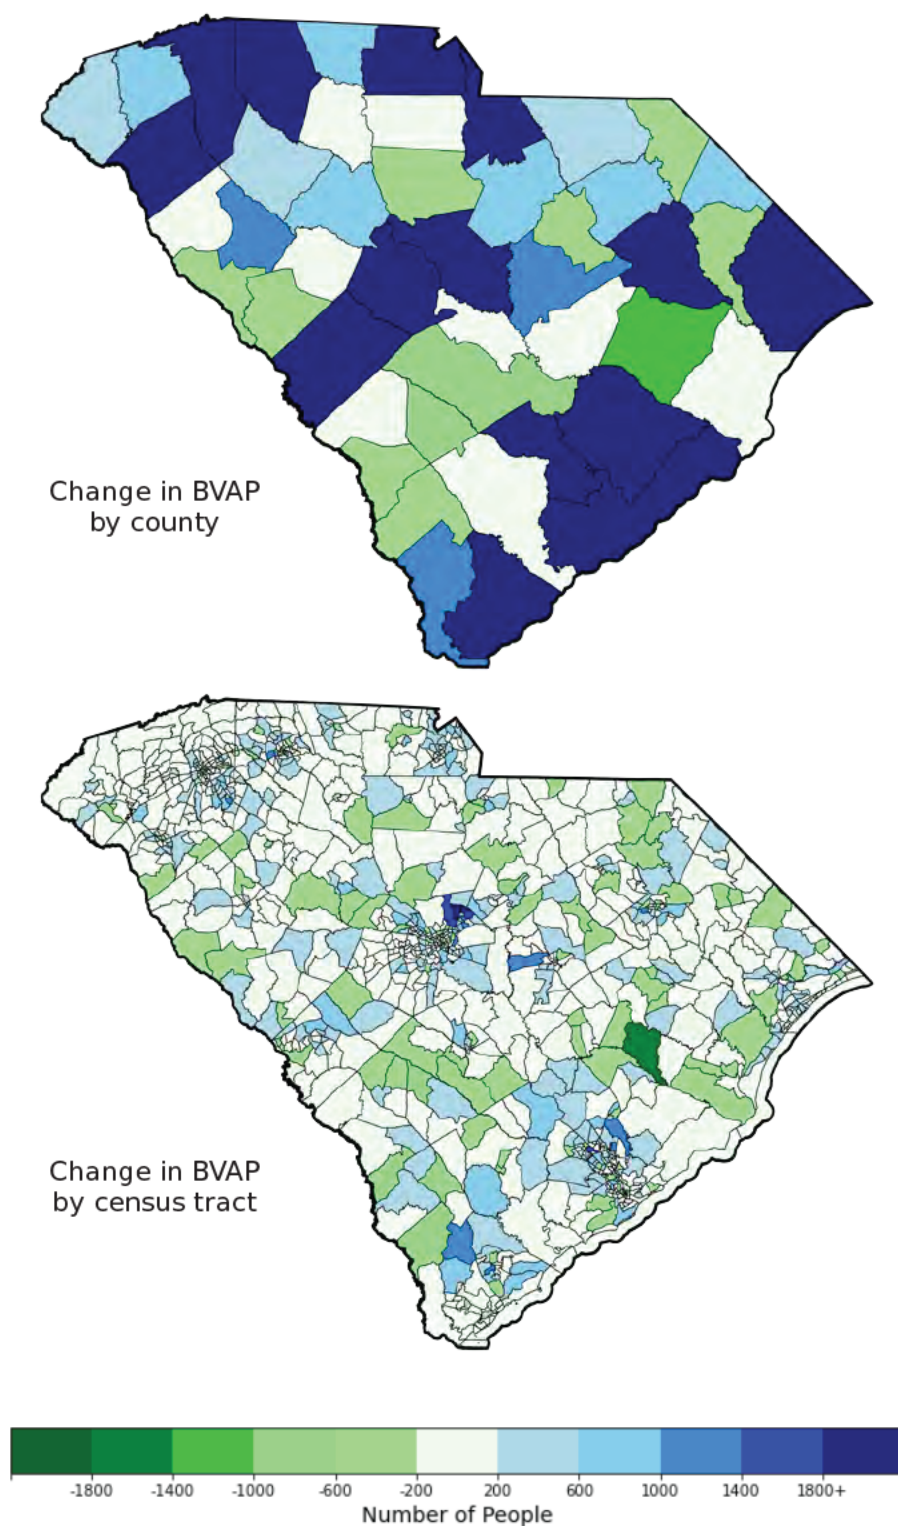 Change in BVAP
by county
Change in BVAP
by census tract
-1800 -1400 -1000 -600 -200 200 600 1000 1400 1800+
Number of People